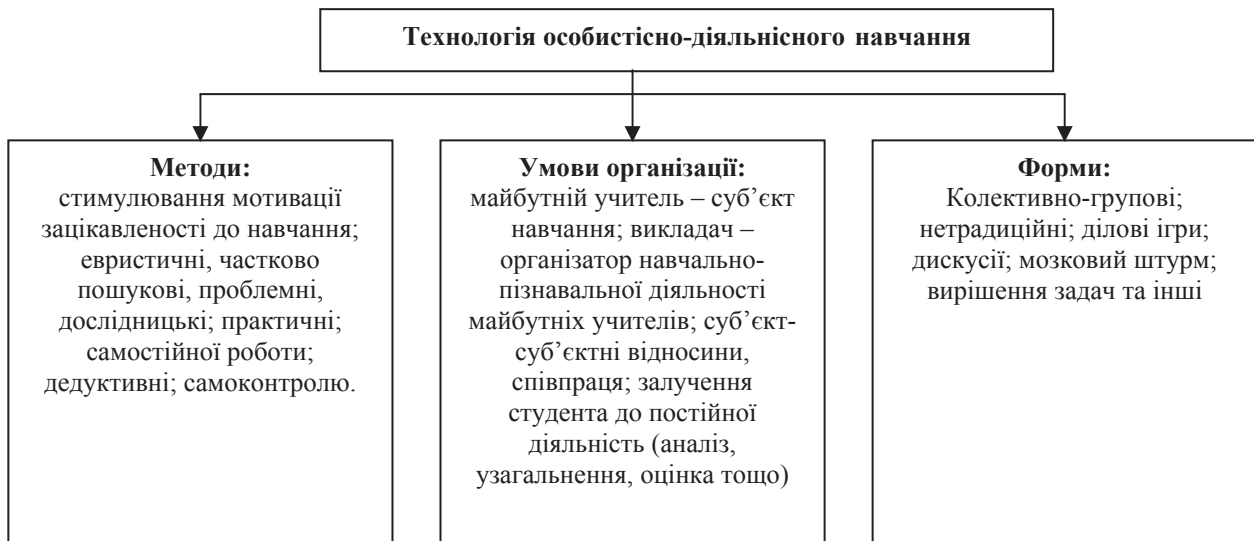 Технологія особистісно-діяльнісного навчання
Методи:
стимулювання мотивації
зацікавленості до навчання;
евристичні, частково
пошукові, проблемні,
дослідницькі; практичні;
самостійної роботи;
дедуктивні; самоконтролю.
Умови організації:
майбутній учитель – суб’єкт
навчання; викладач –
організатор навчально-
пізнавальної діяльності
майбутніх учителів; суб’єкт-
суб’єктні відносини,
співпраця; залучення
студента до постійної
діяльність (аналіз,
узагальнення, оцінка тощо)
Форми:
Колективно-групові;
нетрадиційні; ділові ігри;
дискусії; мозковий штурм;
вирішення задач та інші